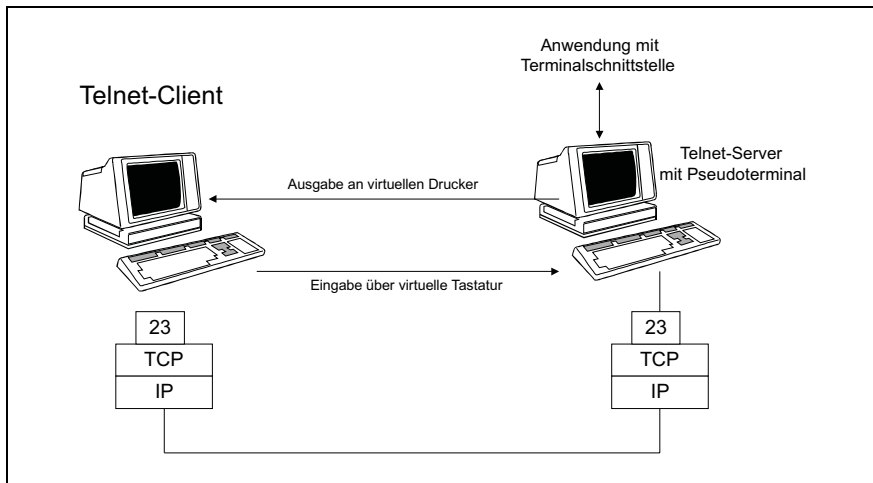 Anwendung mit
Terminalschnittstelle
Telnet-Client
Telnet-Server
mit Pseudoterminal
Ausgabe an virtuellen Drucker
Eingabe über virtuelle Tastatur
23
TCP
IP
23
TCP
IP